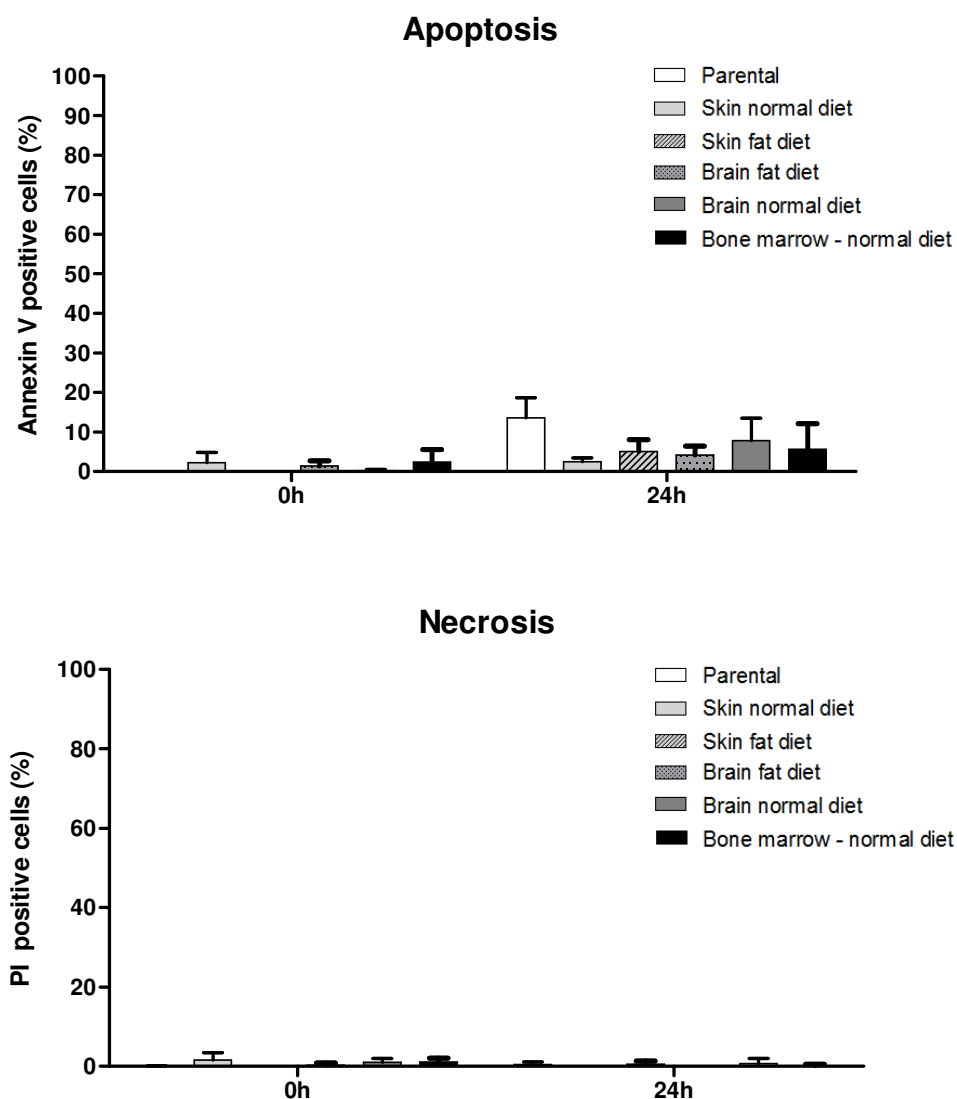 Apoptosis
Annexin V positive cells (%)
100
90
80
70
60
50
40
30
20
10
0
Parental
Skin normal diet
Skin fat diet
Brain fat diet
Brain normal diet
Bone marrow - normal diet
0h 24h
Necrosis
PI positive cells (%)
100
80
60
40
20
0
Parental
Skin normal diet
Skin fat diet
Brain fat diet
Brain normal diet
Bone marrow - normal diet
0h 24h